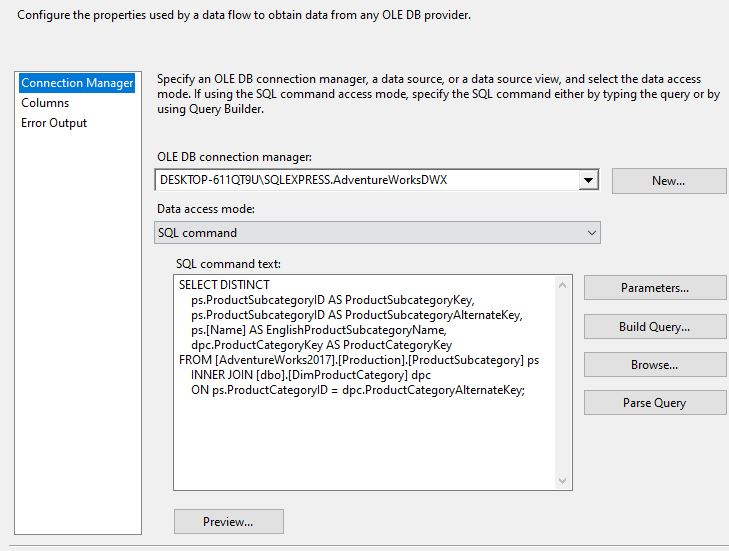 Configure the properties used by a data flow to obtain data from any OLE DB provider.
Connection Manager
Columns
Error Output
Specify an OLE DB connection manager, a data source, or a data source view, and select the data access
mode. If using the SQL command access mode, specify the SQL command either by typing the query or by
using Query Builder.
OLE DB connection manager:
DESKTOP-611QT9U\SQLEXPRESS.AdventureWorksDWX
New...
Data access mode:
SQL command
SQL command text:
SELECT DISTINCT
ps.ProductSubcategoryID AS ProductSubcategoryKey,
ps.ProductSubcategoryID AS ProductSubcategoryAlternateKey,
ps.[Name] AS EnglishProductSubcategoryName,
dpc.ProductCategoryKey AS ProductCategoryKey
FROM [AdventureWorks2017].[Production].[ProductSubcategory] ps
INNER JOIN [dbo].[DimProductCategory] dpc
ON ps.ProductCategoryID = dpc.ProductCategoryAlternateKey;
Parameters...
Build Query...
Browse...
Parse Query
Preview...